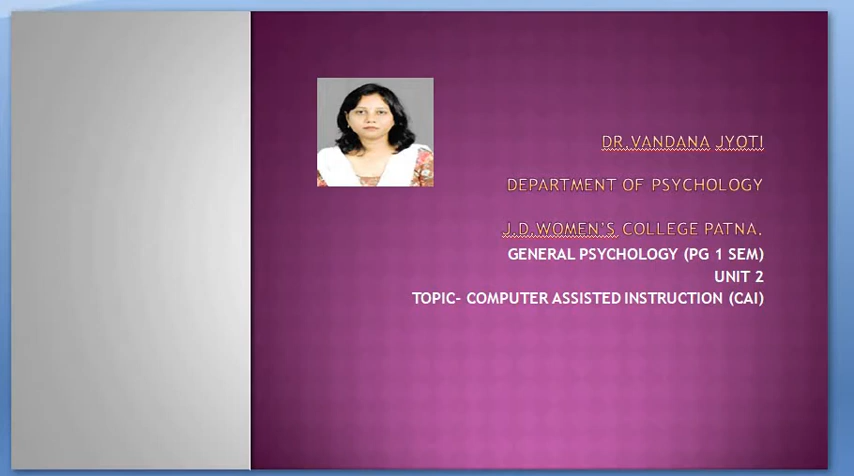 DR.VANDANA JYOTI
DEPARTMENT OF PSYCHOLOGY
J.D.WOMEN'S COLLEGE PATNA.
GENERAL PSYCHOLOGY (PG 1 SEM)
UNIT 2
TOPIC- COMPUTER ASSISTED INSTRUCTION (CAI)